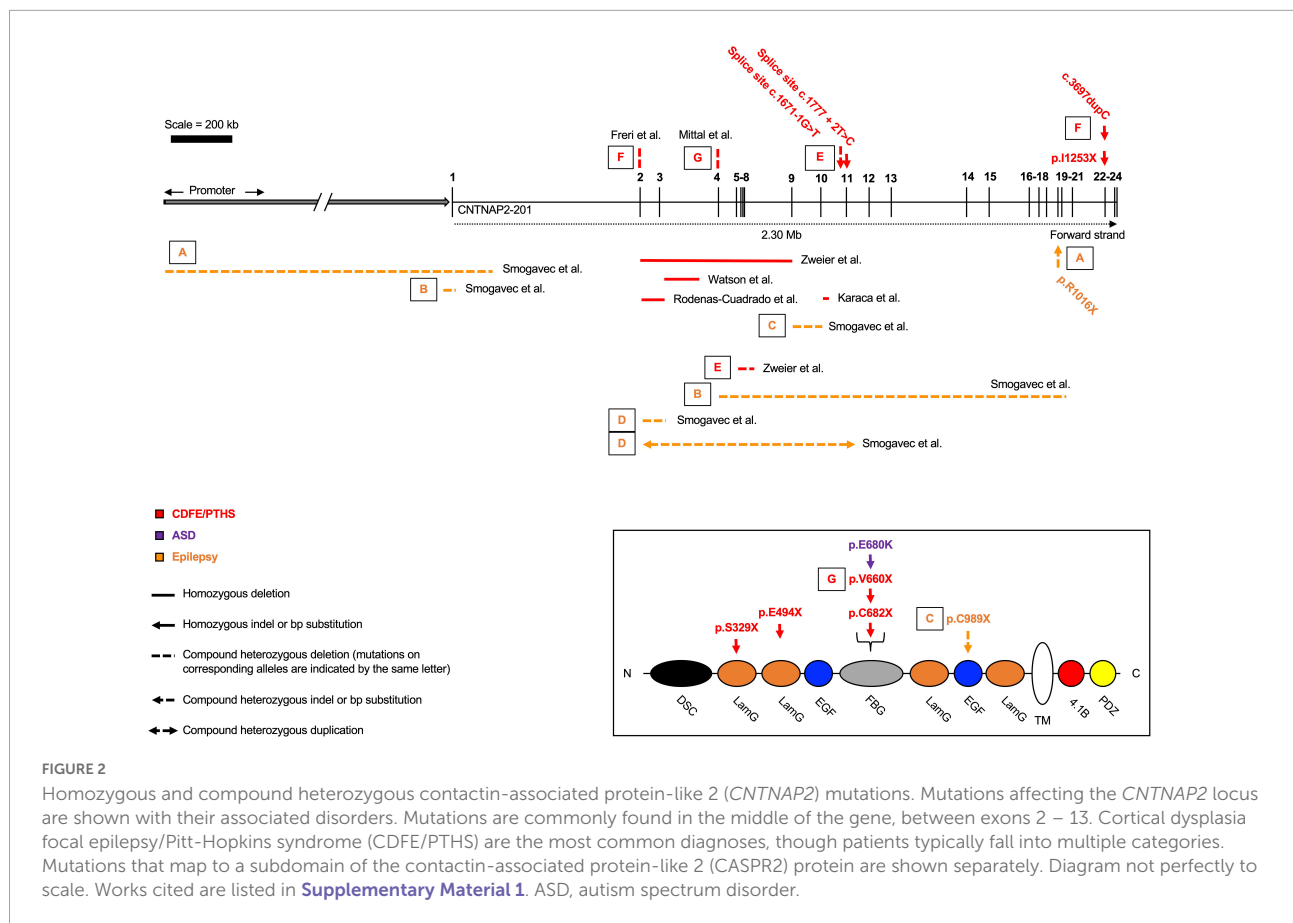 Splice site c.1777 + 2T>C
Splice site c.1671-1G>T
c.3697dupC
Scale = 200 kb
Freri et al.
Mittal et al.
F
G
E
F
p.I1253X
Promoter
1
2
3
4
5-8
9
10
11
12
13
14
15
16-18
19-21
22-24
CNTNAP2-201
2.30 Mb
Forward strand
A
Smogavec et al.
B
Smogavec et al.
Zweier et al.
A
p.R1016X
Watson et al.
Rodenas-Cuadrado et al.
Karaca et al.
C
Smogavec et al.
E
Zweier et al.
B
Smogavec et al.
D
Smogavec et al.
D
Smogavec et al.
CDFE/PTHS
ASD
Epilepsy
Homozygous deletion
Homozygous indel or bp substitution
Compound heterozygous deletion (mutations on
corresponding alleles are indicated by the same letter)
Compound heterozygous indel or bp substitution
Compound heterozygous duplication
p.E680K
G
p.V660X
p.S329X
p.E494X
p.C682X
C
p.C989X
N
C
DSC
LamG
LamG
EGF
FBG
LamG
EGF
LamG
TM
4.1B
PDZ
FIGURE 2
Homozygous and compound heterozygous contactin-associated protein-like 2 (CNTNAP2) mutations. Mutations affecting the CNTNAP2 locus
are shown with their associated disorders. Mutations are commonly found in the middle of the gene, between exons 2 – 13. Cortical dysplasia
focal epilepsy/Pitt-Hopkins syndrome (CDFE/PTHS) are the most common diagnoses, though patients typically fall into multiple categories.
Mutations that map to a subdomain of the contactin-associated protein-like 2 (CASPR2) protein are shown separately. Diagram not perfectly to
scale. Works cited are listed in Supplementary Material 1. ASD, autism spectrum disorder.